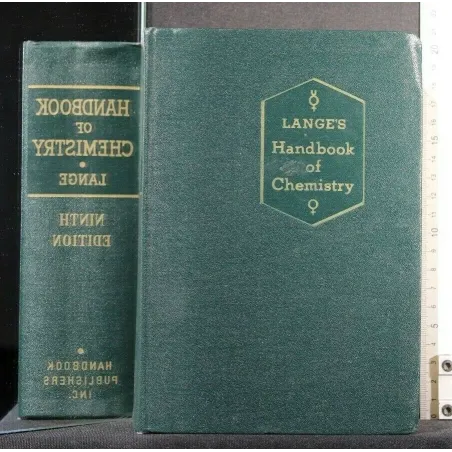 HANDBOOK
OF
CHEMISTRY
•
LANGE
NINTH
EDITION
•
HANDBOOK
PUBLISHERS
INC.
☿
LANGE'S
Handbook
of
Chemistry
♀